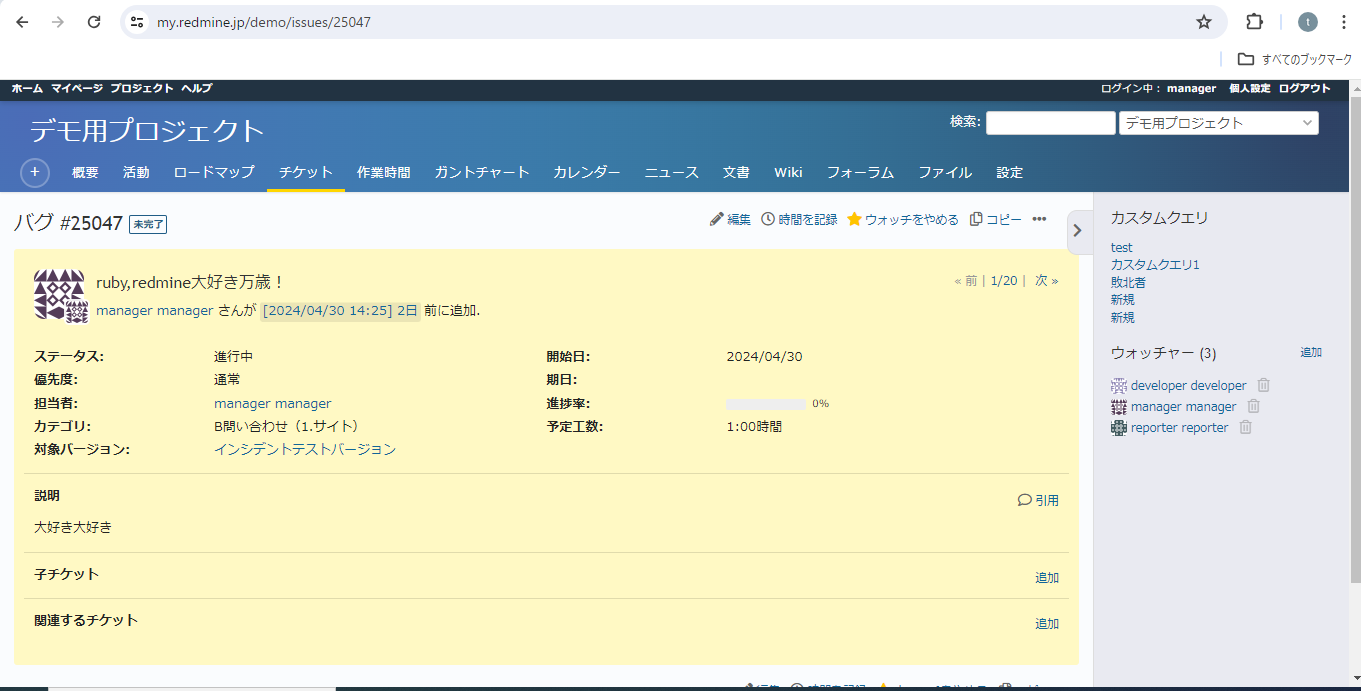 my.redmine.jp/demo/issues/25047
t
すべてのブックマーク
ホーム マイページ プロジェクト ヘルプ
ログイン中： manager 個人設定 ログアウト
デモ用プロジェクト
検索:
デモ用プロジェクト
+ 概要 活動 ロードマップ チケット 作業時間 ガントチャート カレンダー ニュース 文書 Wiki フォーラム ファイル 設定
バグ #25047 未完了
編集 時間を記録 ウォッチをやめる コピー •••
ruby,redmine大好き万歳！
« 前 | 1/20 | 次 »
manager manager さんが [2024/04/30 14:25] 2日 前に追加.
ステータス: 進行中 開始日: 2024/04/30
優先度: 通常 期日:
担当者: manager manager 進捗率: 0%
カテゴリ: B問い合わせ（1.サイト） 予定工数: 1:00時間
対象バージョン: インシデントテストバージョン
説明 引用
大好き大好き
子チケット 追加
関連するチケット 追加
カスタムクエリ
test
カスタムクエリ1
敗北者
新規
新規
ウォッチャー (3) 追加
developer developer
manager manager
reporter reporter